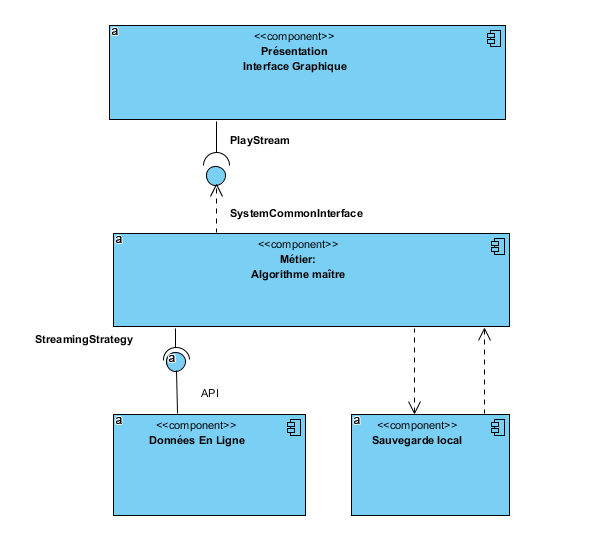 a
<<component>>
Présentation
Interface Graphique
PlayStream
SystemCommonInterface
a
<<component>>
Métier:
Algorithme maître
StreamingStrategy
a
API
a
<<component>>
Données En Ligne
a
<<component>>
Sauvegarde local